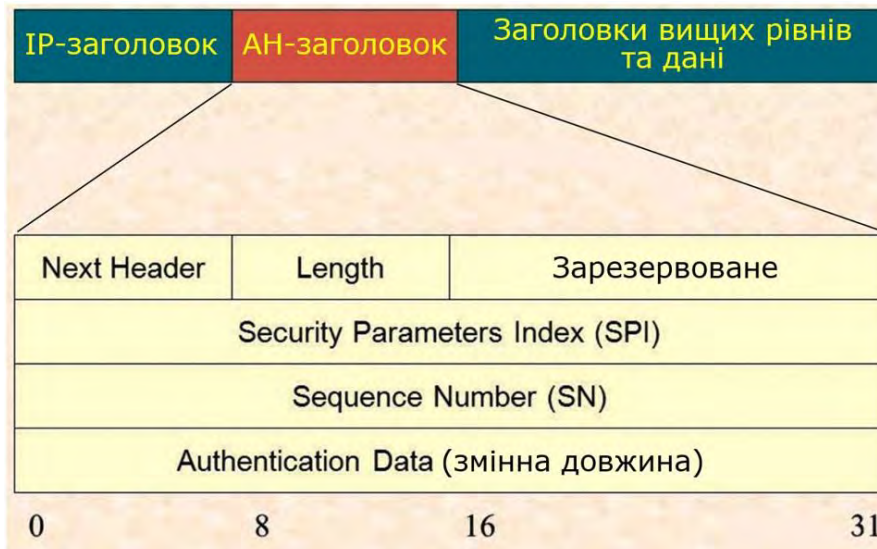 IP-заголовок АН-заголовок Заголовки вищих рівнів
та дані
Next Header Length Зарезервоване
Security Parameters Index (SPI)
Sequence Number (SN)
Authentication Data (змінна довжина)
0 8 16 31